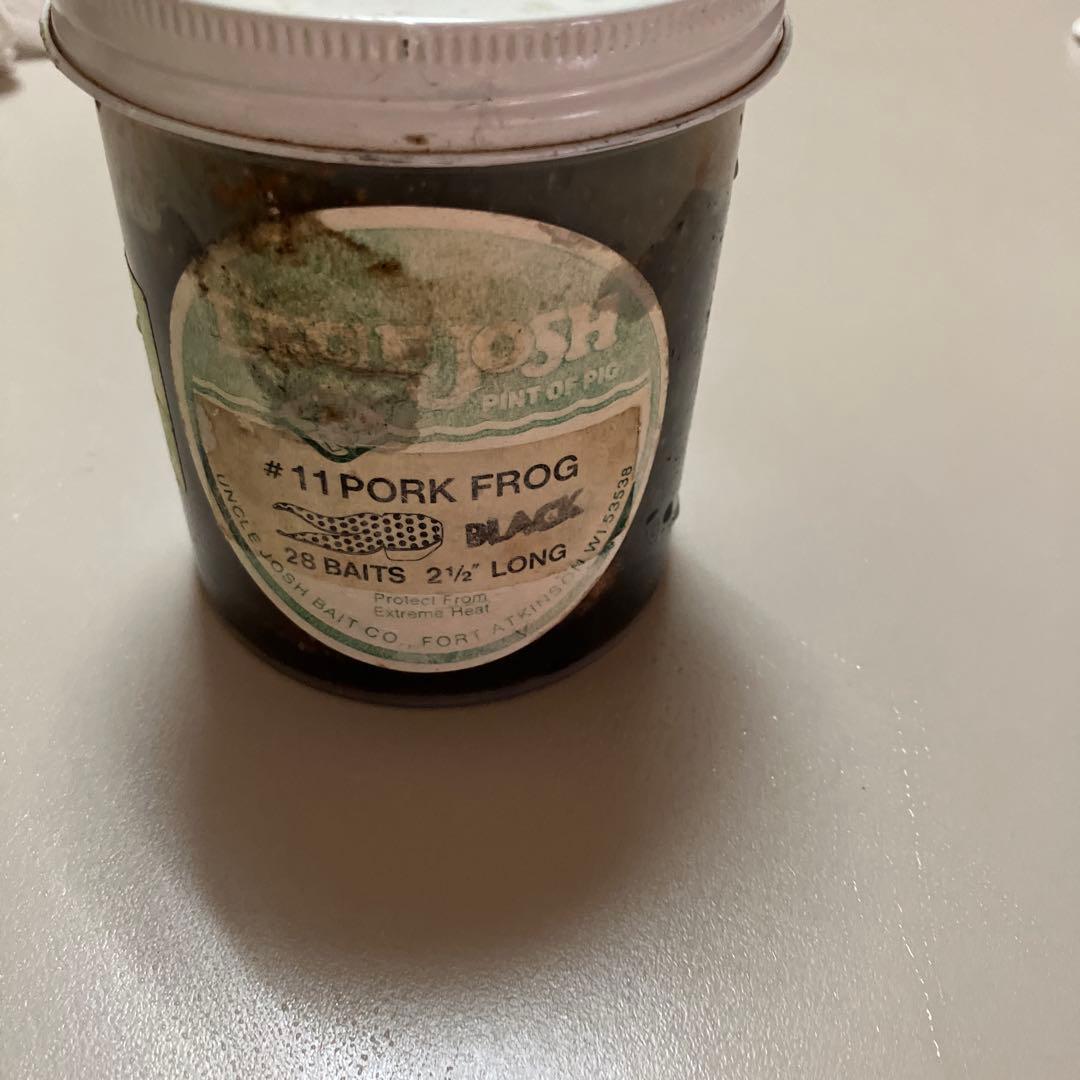 UNCLE JOSH
PINT OF PIG
#11 PORK FROG
BLACK
28 BAITS 2½" LONG
Protect From
Extreme Heat
UNCLE JOSH BAIT CO., FORT ATKINSON WI 53538